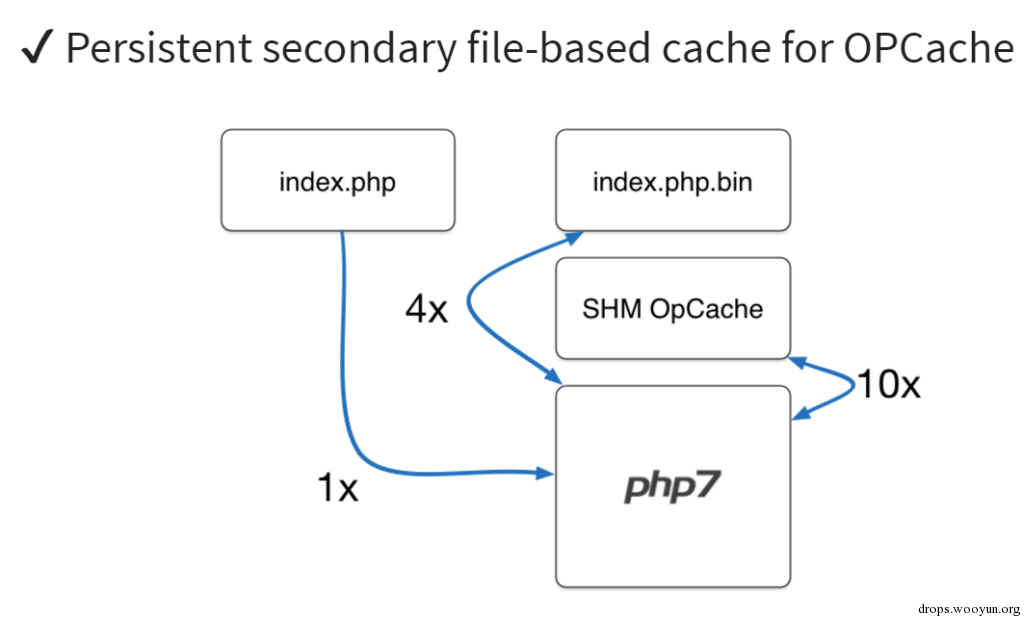 ✓ Persistent secondary file-based cache for OPCache
index.php
index.php.bin
4x
SHM OpCache
10x
1x
php7
drops.wooyun.org